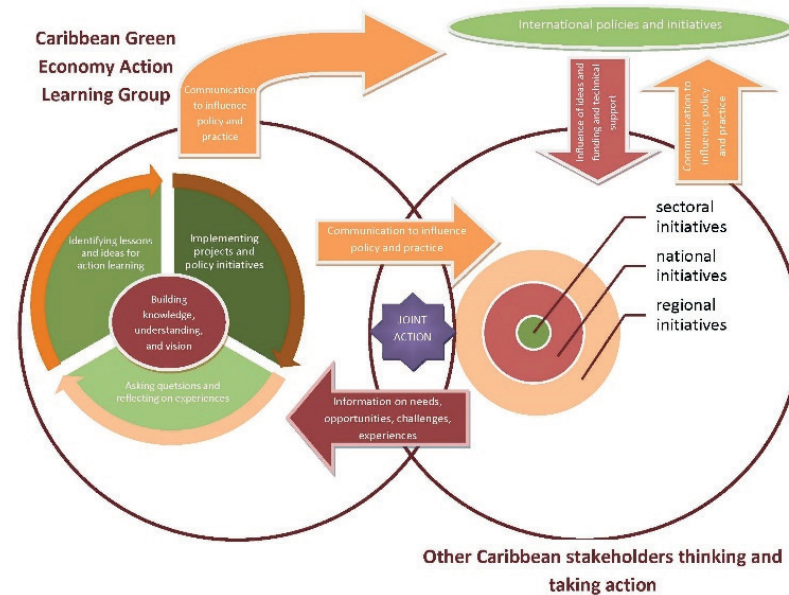 Caribbean Green
Economy Action
Learning Group
International policies and initiatives
Communication
to influence
policy and
practice
Influence of ideas and
funding and technical
support
Communication to
influence policy
and practice
Identifying lessons
and ideas for
action learning
Implementing
projects and
policy initiatives
Building
knowledge,
understanding,
and vision
Asking quetsions and
reflecting on experiences
Communication to influence
policy and practice
JOINT
ACTION
Information on needs,
opportunities, challenges,
experiences
sectoral
initiatives
national
initiatives
regional
initiatives
Other Caribbean stakeholders thinking and
taking action